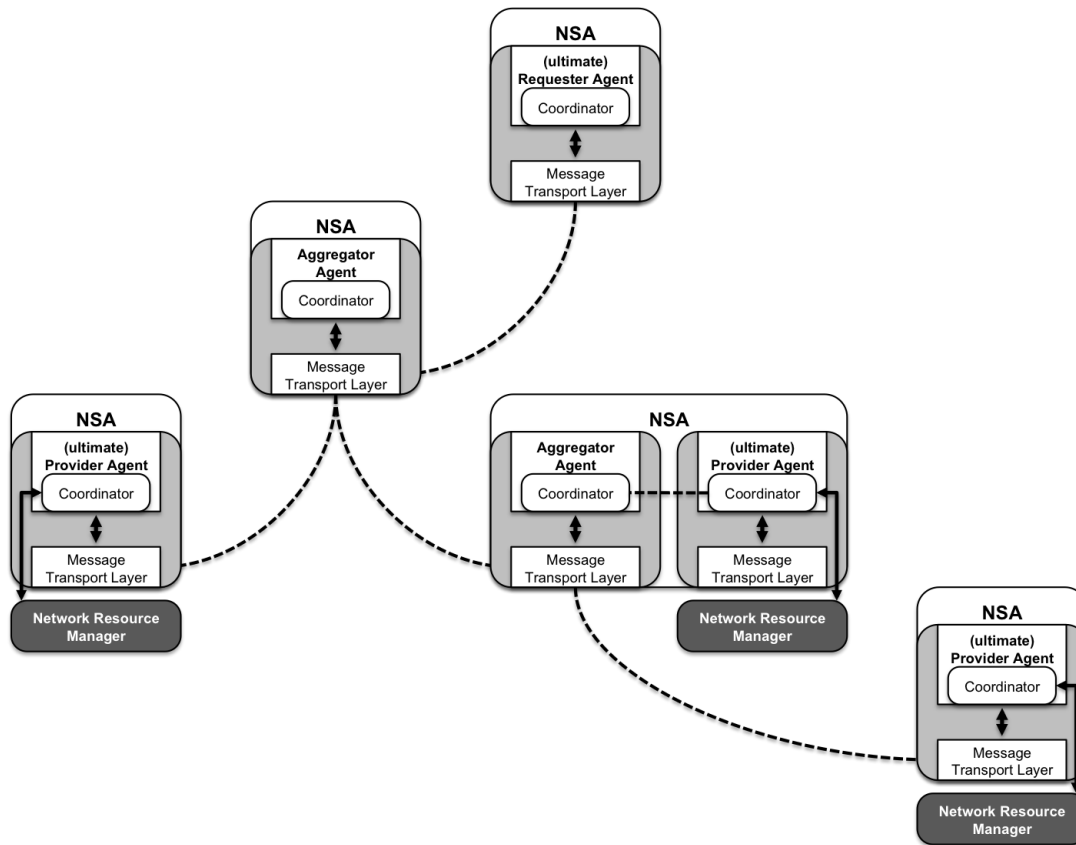 NSA
(ultimate)
Requester Agent
Coordinator
Message
Transport Layer
NSA
Aggregator
Agent
Coordinator
Message
Transport Layer
NSA
(ultimate)
Provider Agent
Coordinator
Message
Transport Layer
Network Resource
Manager
NSA
Aggregator
Agent
Coordinator
Message
Transport Layer
(ultimate)
Provider Agent
Coordinator
Message
Transport Layer
Network Resource
Manager
NSA
(ultimate)
Provider Agent
Coordinator
Message
Transport Layer
Network Resource
Manager